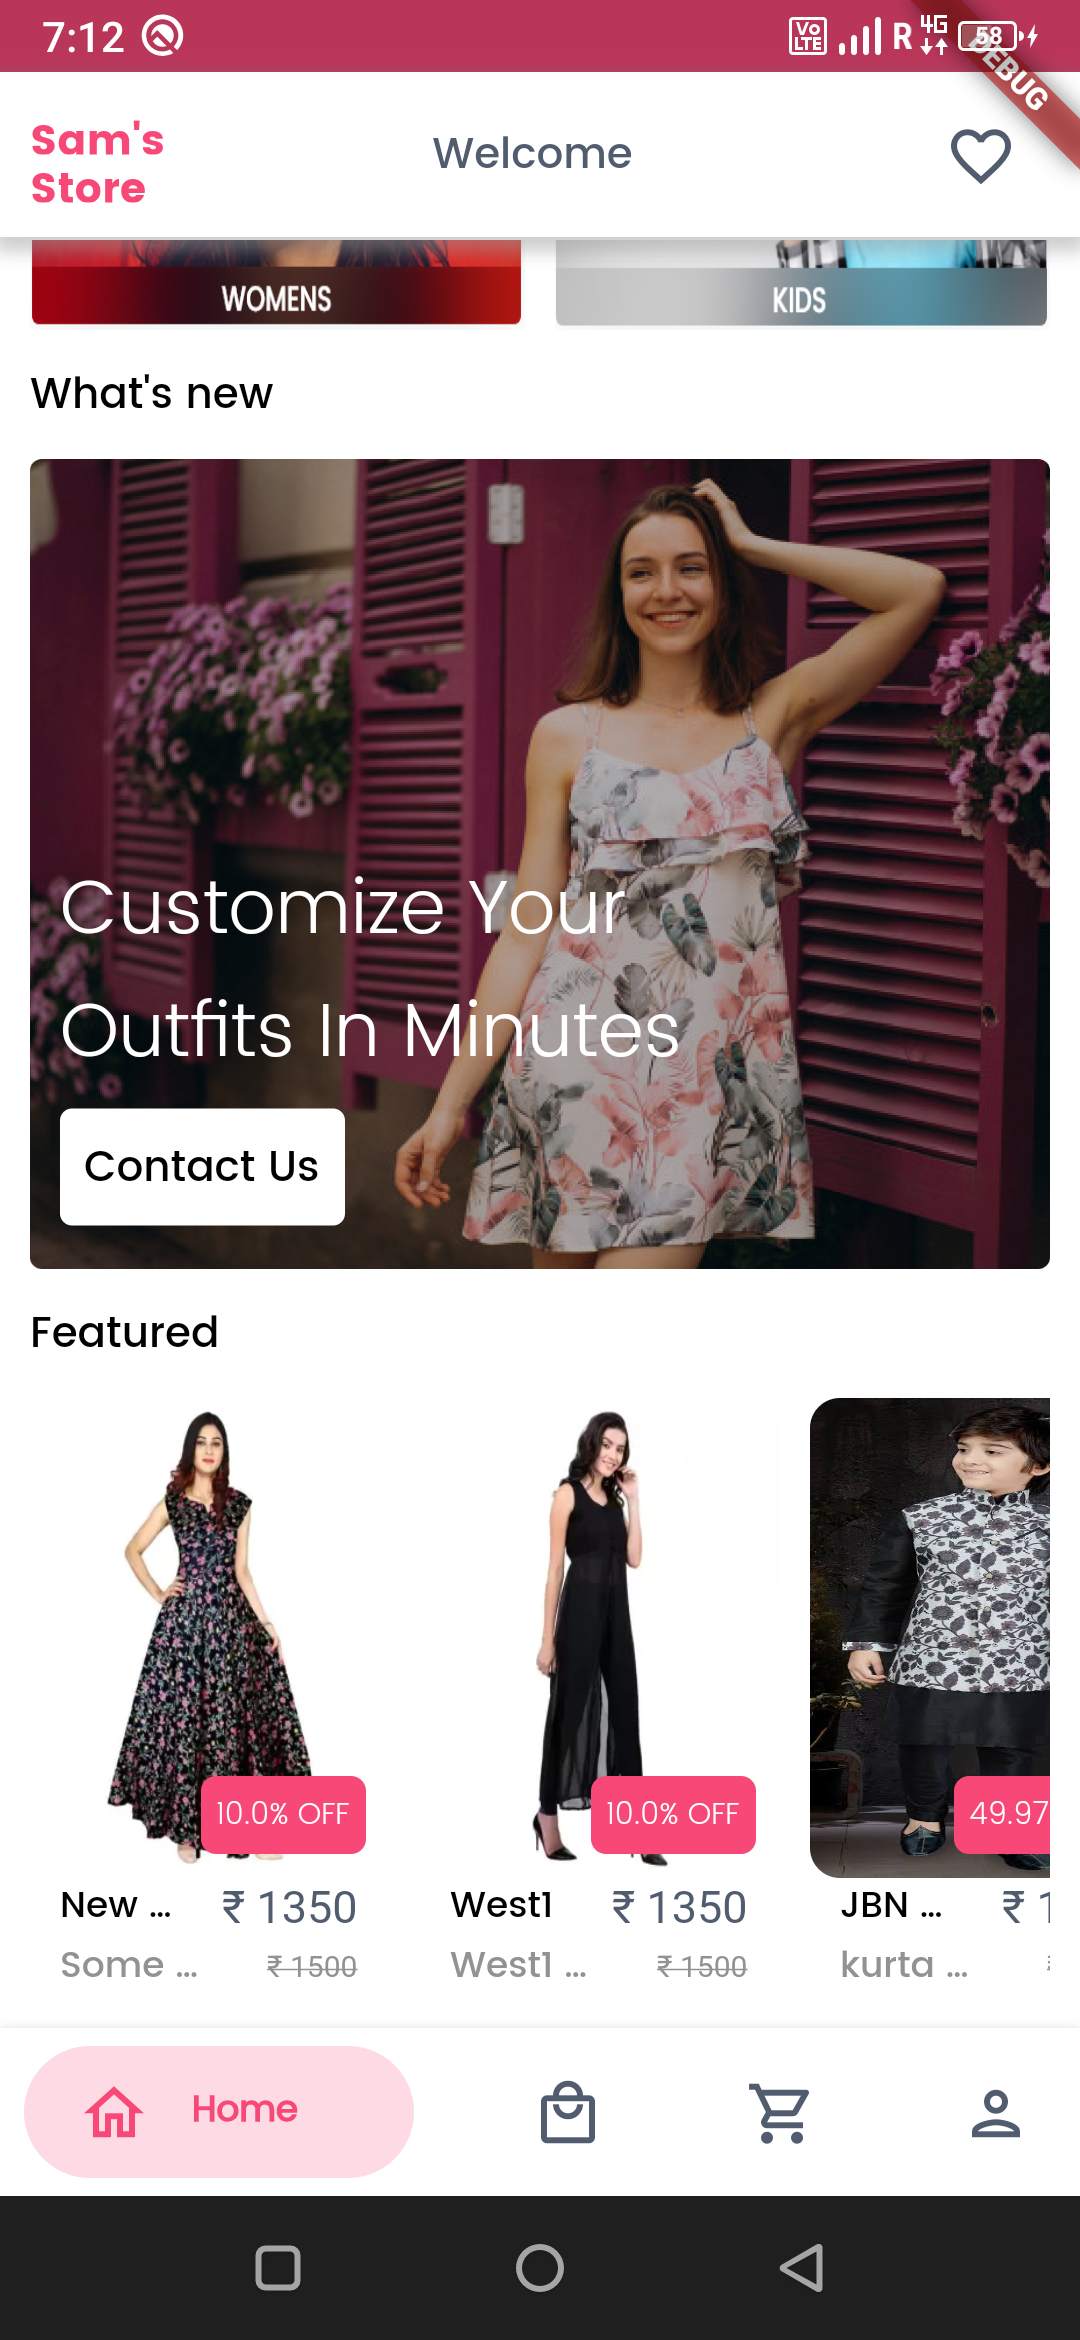 7:12
VoLTE
R
4G
58
DEBUG
Sam's
Store
Welcome
WOMENS
KIDS
What's new
Customize Your
Outfits In Minutes
Contact Us
Featured
10.0% OFF
10.0% OFF
49.97
New ...
₹ 1350
West1
₹ 1350
JBN ...
₹ 1
Some ...
₹ 1500
West1 ...
₹ 1500
kurta ...
Home